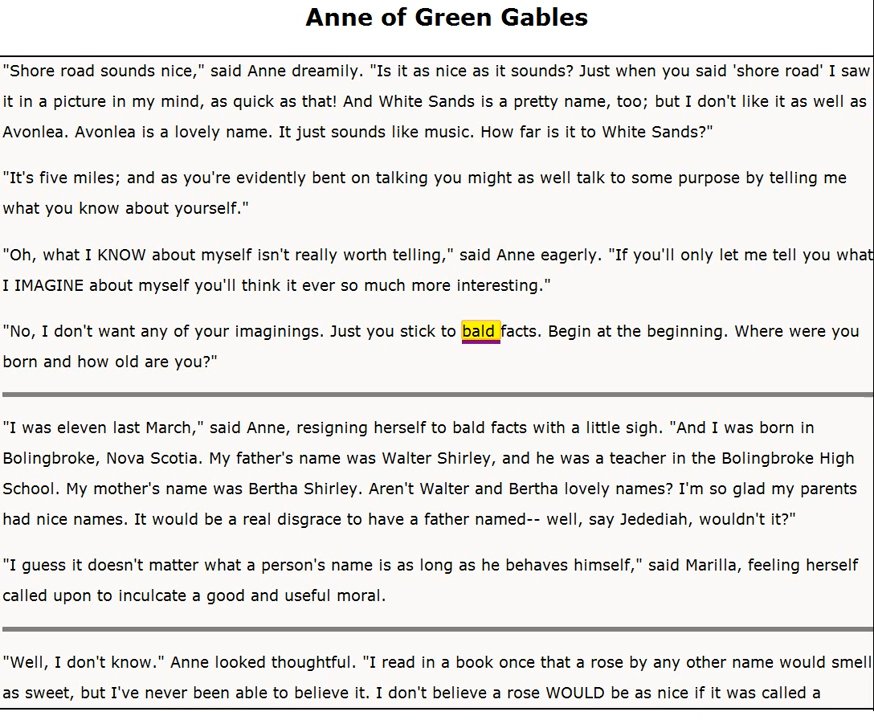 Anne of Green Gables
"Shore road sounds nice," said Anne dreamily. "Is it as nice as it sounds? Just when you said 'shore road' I saw
it in a picture in my mind, as quick as that! And White Sands is a pretty name, too; but I don't like it as well as
Avonlea. Avonlea is a lovely name. It just sounds like music. How far is it to White Sands?"
"It's five miles; and as you're evidently bent on talking you might as well talk to some purpose by telling me
what you know about yourself."
"Oh, what I KNOW about myself isn't really worth telling," said Anne eagerly. "If you'll only let me tell you what
I IMAGINE about myself you'll think it ever so much more interesting."
"No, I don't want any of your imaginings. Just you stick to bald facts. Begin at the beginning. Where were you
born and how old are you?"
"I was eleven last March," said Anne, resigning herself to bald facts with a little sigh. "And I was born in
Bolingbroke, Nova Scotia. My father's name was Walter Shirley, and he was a teacher in the Bolingbroke High
School. My mother's name was Bertha Shirley. Aren't Walter and Bertha lovely names? I'm so glad my parents
had nice names. It would be a real disgrace to have a father named-- well, say Jedediah, wouldn't it?"
"I guess it doesn't matter what a person's name is as long as he behaves himself," said Marilla, feeling herself
called upon to inculcate a good and useful moral.
"Well, I don't know." Anne looked thoughtful. "I read in a book once that a rose by any other name would smell
as sweet, but I've never been able to believe it. I don't believe a rose WOULD be as nice if it was called a